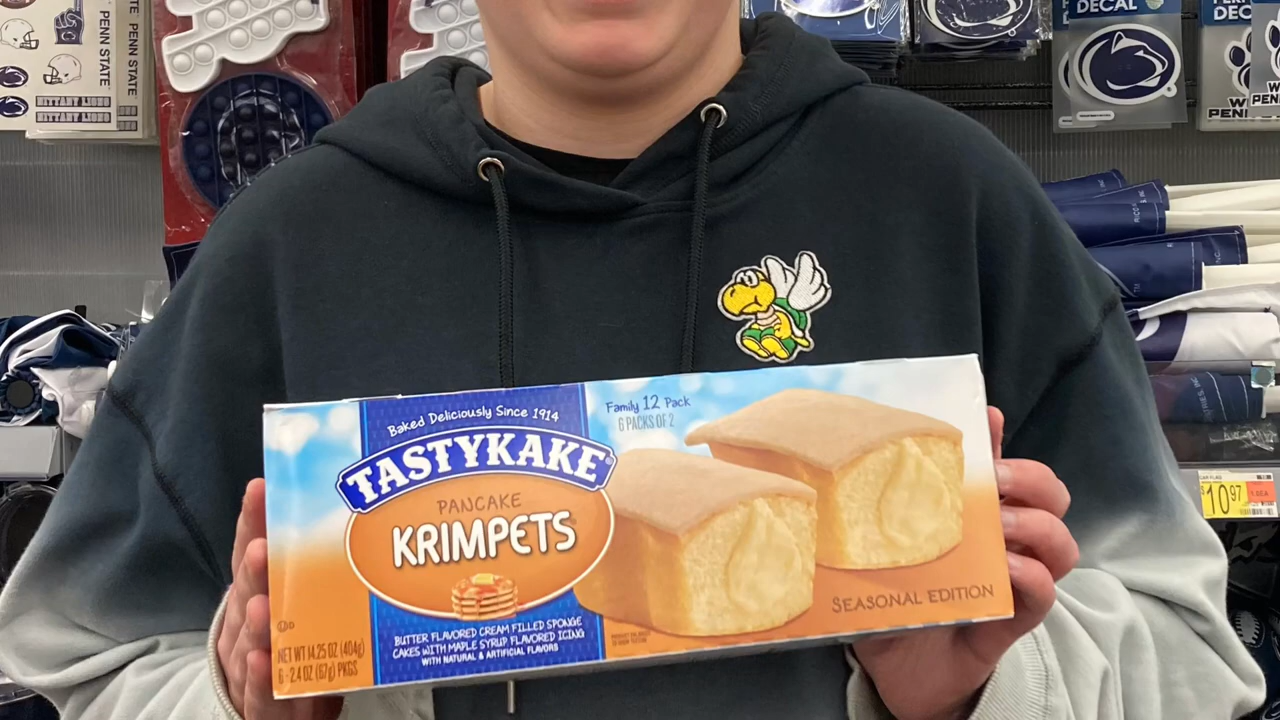 PENN STATE
PENN STATE
NITTANY LIONS
DECAL
Baked Deliciously Since 1914
TASTYKAKE®
PANCAKE
KRIMPETS®
BUTTER FLAVORED CREAM FILLED SPONGE
CAKES WITH MAPLE SYRUP FLAVORED ICING
WITH NATURAL & ARTIFICIAL FLAVORS
Family 12 Pack
6 PACKS OF 2
SEASONAL EDITION
NET WT 14.25 OZ (404g)
6-2.4 OZ (67g) PKGS
$10.97